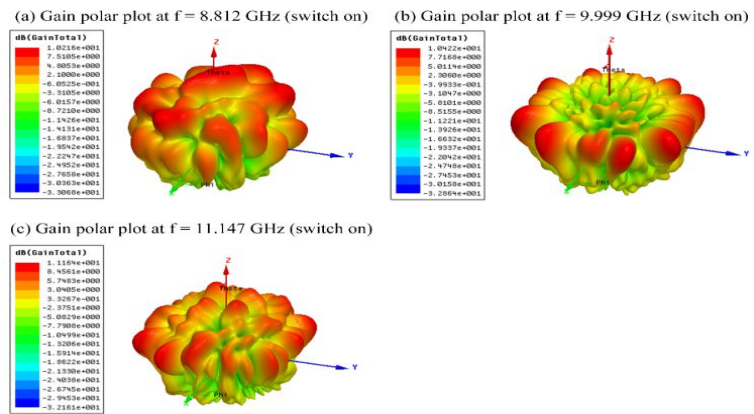 (a) Gain polar plot at f = 8.812 GHz (switch on)
dB(GainTotal)
1.0216e+001
7.5105e+000
4.8053e+000
2.1000e+000
-6.0525e-001
-3.3105e+000
-6.0157e+000
-8.7210e+000
-1.1426e+001
-1.4131e+001
-1.6837e+001
-1.9542e+001
-2.2247e+001
-2.4952e+001
-2.7658e+001
-3.0363e+001
-3.3068e+001
Z
Theta
Y
Phi
(b) Gain polar plot at f = 9.999 GHz (switch on)
dB(GainTotal)
1.0422e+001
7.7168e+000
5.0114e+000
2.3060e+000
-3.9933e-001
-3.1047e+000
-5.8101e+000
-8.5155e+000
-1.1221e+001
-1.3926e+001
-1.6632e+001
-1.9337e+001
-2.2042e+001
-2.4748e+001
-2.7453e+001
-3.0158e+001
-3.2864e+001
Z
Theta
Y
Phi
(c) Gain polar plot at f = 11.147 GHz (switch on)
dB(GainTotal)
1.1164e+001
8.4561e+000
5.7483e+000
3.0405e+000
3.3267e-001
-2.3751e+000
-5.0829e+000
-7.7908e+000
-1.0499e+001
-1.3206e+001
-1.5914e+001
-1.8622e+001
-2.1330e+001
-2.4038e+001
-2.6745e+001
-2.9453e+001
-3.2161e+001
Z
Theta
Y
Phi